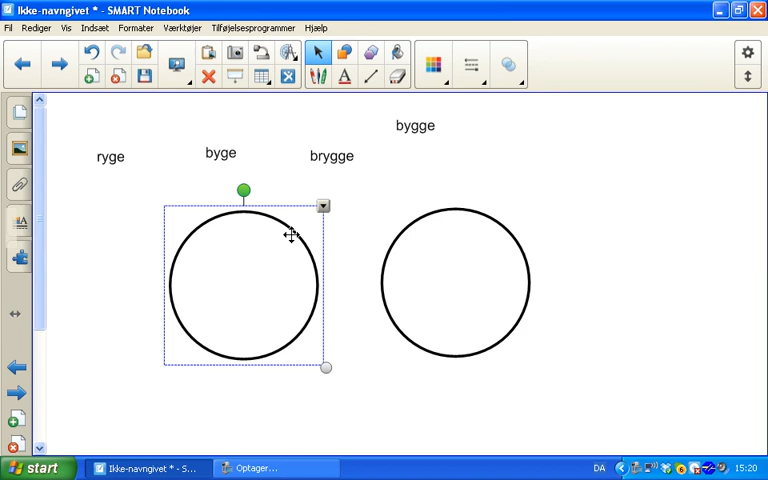 Ikke-navngivet * - SMART Notebook
Fil Rediger Vis Indsæt Formater Værktøjer Tilføjelsesprogrammer Hjælp
bygge
ryge byge brygge
start Ikke-navngivet * - S... Optager... DA 15:20